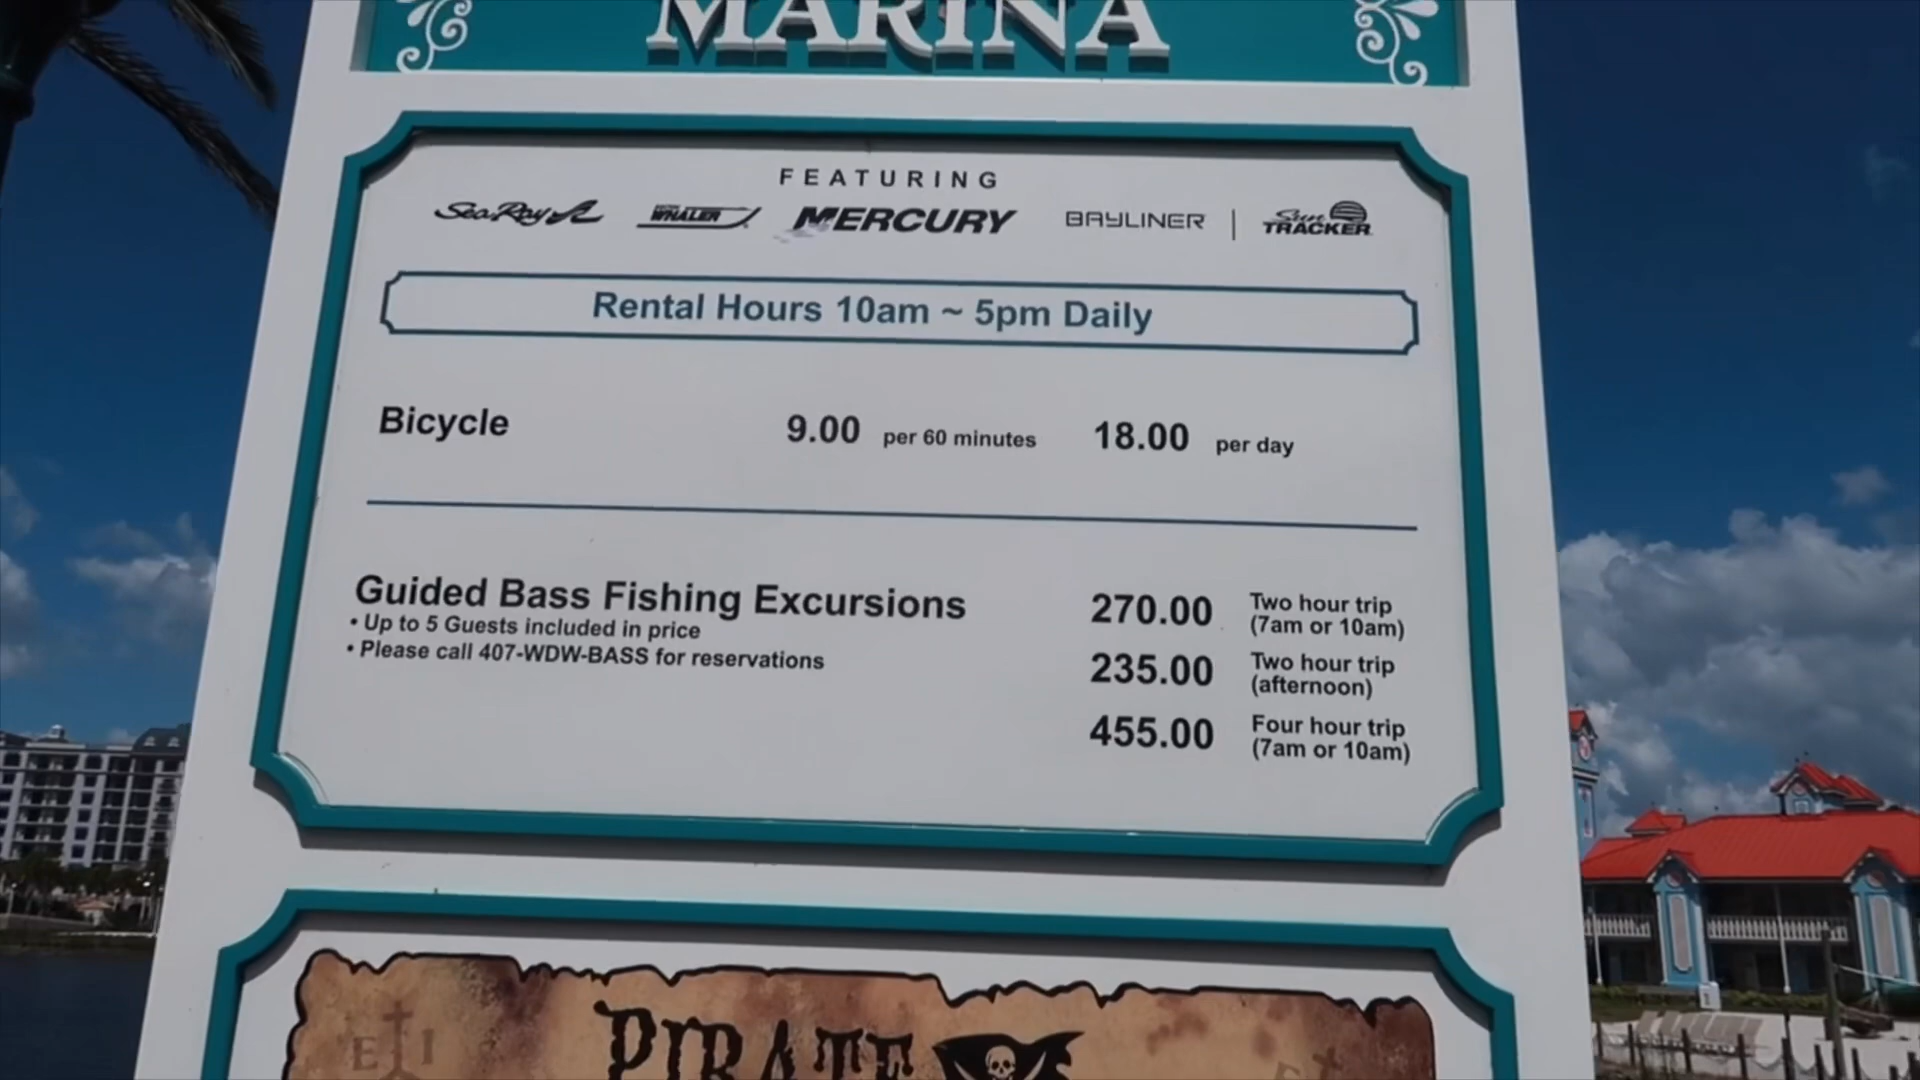 MARINA
FEATURING
Sea Ray BOSTON WHALER MERCURY BAYLINER | Sun TRACKER
Rental Hours 10am ~ 5pm Daily
Bicycle 9.00 per 60 minutes 18.00 per day
Guided Bass Fishing Excursions
• Up to 5 Guests included in price
• Please call 407-WDW-BASS for reservations
270.00 Two hour trip
(7am or 10am)
235.00 Two hour trip
(afternoon)
455.00 Four hour trip
(7am or 10am)
PIRATE
E I